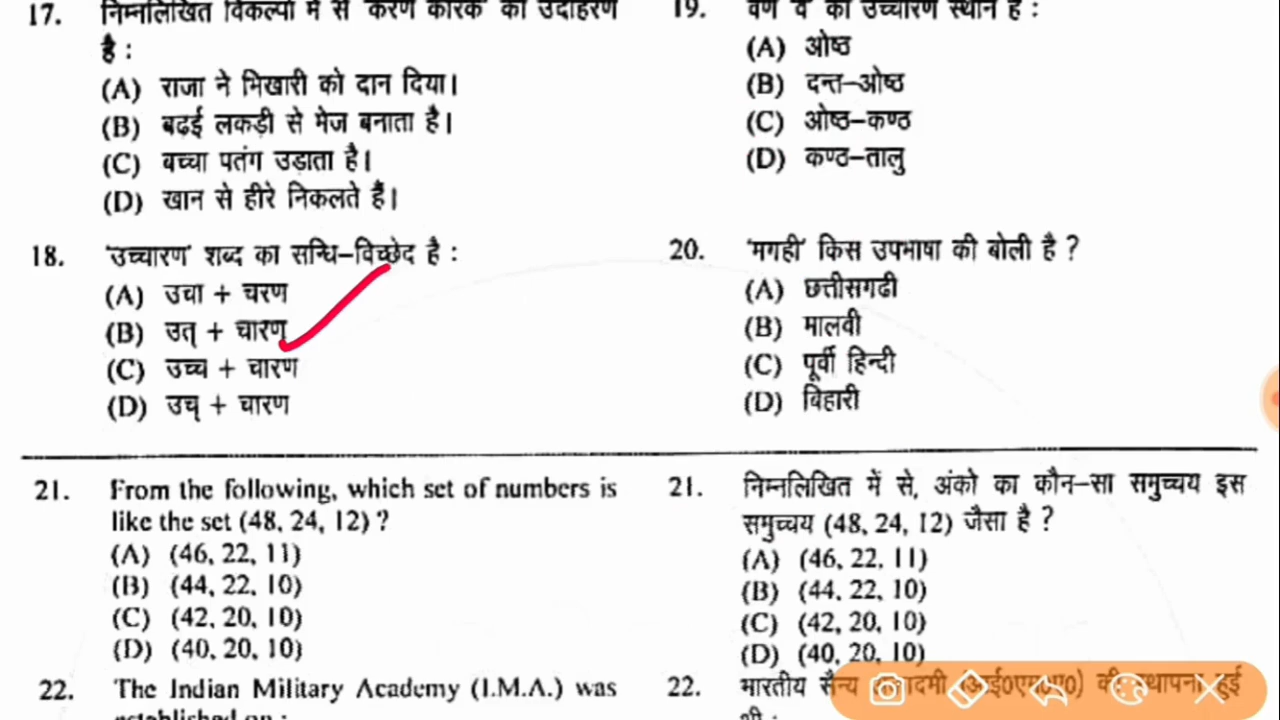 17. निम्नलिखित विकल्पों में से 'करण कारक' का उदाहरण
है :
(A) राजा ने भिखारी को दान दिया।
(B) बढ़ई लकड़ी से मेज बनाता है।
(C) बच्चा पतंग उड़ाता है।
(D) खान से हीरे निकलते हैं।
18. 'उच्चारण' शब्द का सन्धि-विच्छेद है :
(A) उचा + चरण
(B) उत् + चारण
(C) उच्च + चारण
(D) उच् + चारण
19. वर्ण 'व' का उच्चारण स्थान है :
(A) ओष्ठ
(B) दन्त-ओष्ठ
(C) ओष्ठ-कण्ठ
(D) कण्ठ-तालु
20. 'मगही' किस उपभाषा की बोली है ?
(A) छत्तीसगढी
(B) मालवी
(C) पूर्वी हिन्दी
(D) बिहारी
21. From the following, which set of numbers is
like the set (48, 24, 12) ?
(A) (46, 22, 11)
(B) (44, 22, 10)
(C) (42, 20, 10)
(D) (40, 20, 10)
22. The Indian Military Academy (I.M.A.) was
established on :
21. निम्नलिखित में से, अंको का कौन-सा समुच्चय इस
समुच्चय (48, 24, 12) जैसा है ?
(A) (46, 22, 11)
(B) (44, 22, 10)
(C) (42, 20, 10)
(D) (40, 20, 10)
22. भारतीय सैन्य की स्थापना हुई
थी :